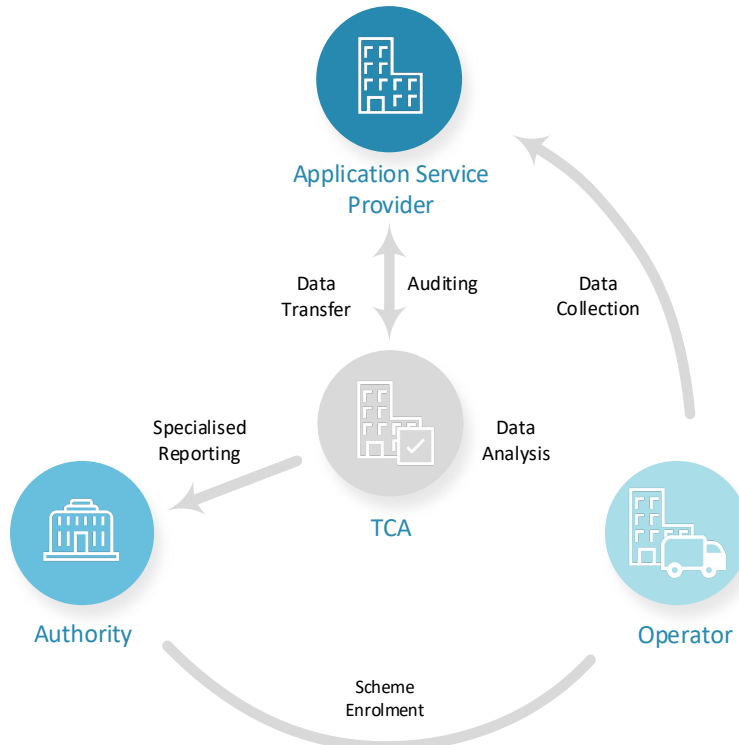 Application Service
Provider
Data
Transfer
Auditing
Data
Collection
Specialised
Reporting
Data
Analysis
TCA
Authority
Operator
Scheme
Enrolment